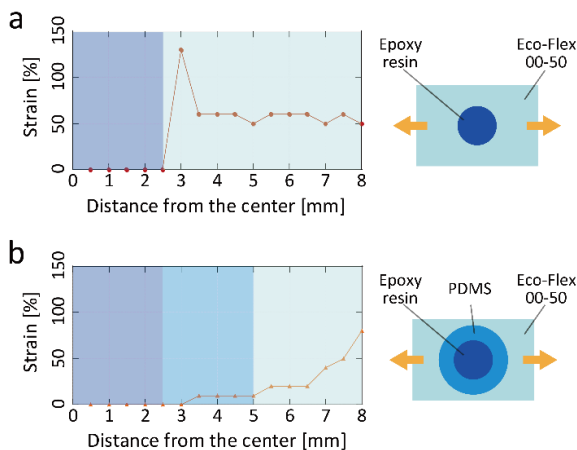 a
Strain [%]
150
100
50
0
0 1 2 3 4 5 6 7 8
Distance from the center [mm]
Epoxy
resin
Eco-Flex
00-50
b
Strain [%]
150
100
50
0
0 1 2 3 4 5 6 7 8
Distance from the center [mm]
Epoxy
resin
PDMS
Eco-Flex
00-50